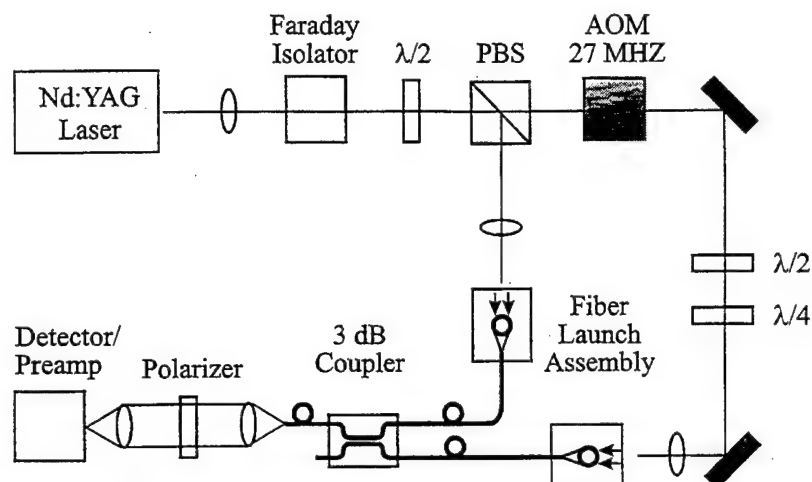 Faraday
Isolator
λ/2
PBS
AOM
27 MHZ
Nd:YAG
Laser
λ/2
λ/4
Fiber
Launch
Assembly
3 dB
Coupler
Detector/
Preamp
Polarizer